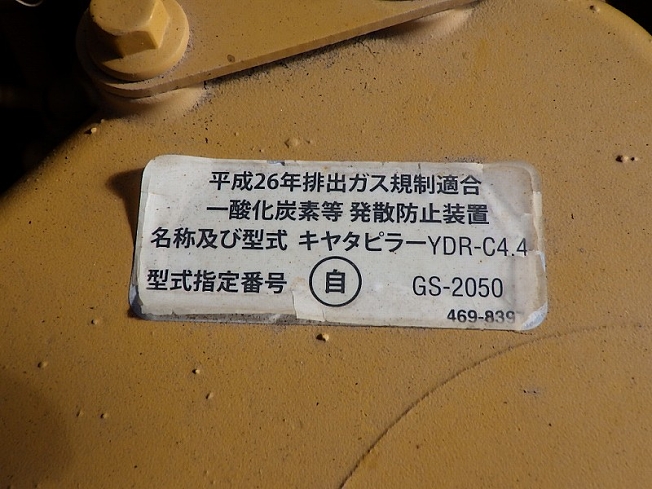 平成26年排出ガス規制適合
一酸化炭素等 発散防止装置
名称及び型式 キヤタピラーYDR-C4.4
型式指定番号 自 GS-2050
469-8397